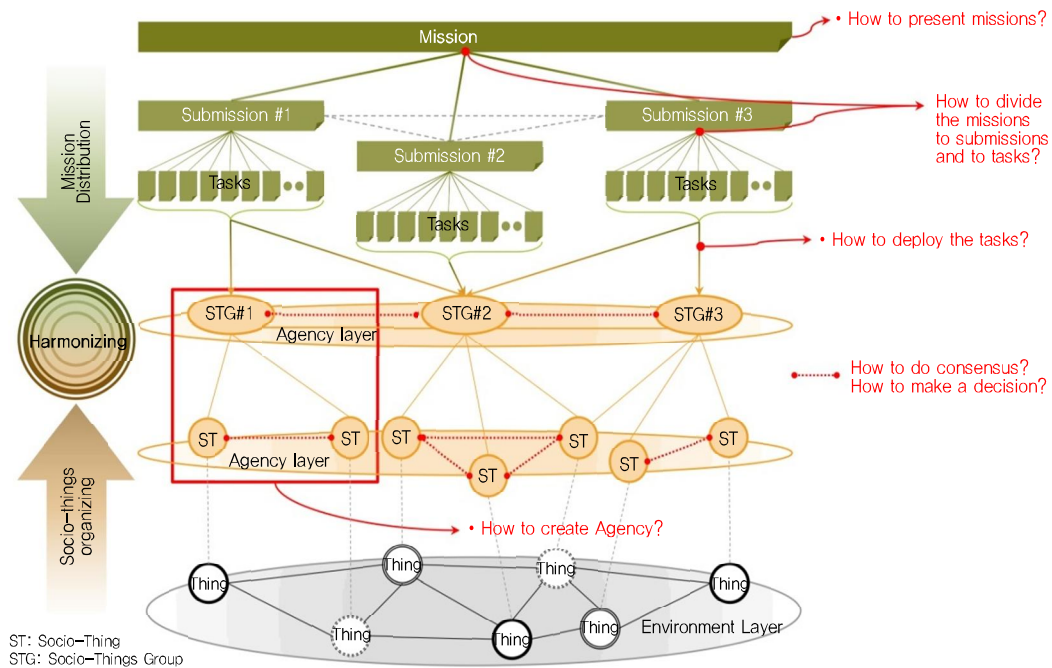 • How to present missions?
Mission
Mission
Distribution
Submission #1
Submission #2
Submission #3
How to divide
the missions
to submissions
and to tasks?
Tasks
Tasks
Tasks
• How to deploy the tasks?
Harmonizing
STG#1
STG#2
STG#3
Agency layer
How to do consensus?
How to make a decision?
Socio-things
organizing
ST
ST
ST
ST
ST
ST
ST
Agency layer
• How to create Agency?
Thing
Thing
Thing
Thing
Thing
Thing
Thing
Environment Layer
ST: Socio-Thing
STG: Socio-Things Group